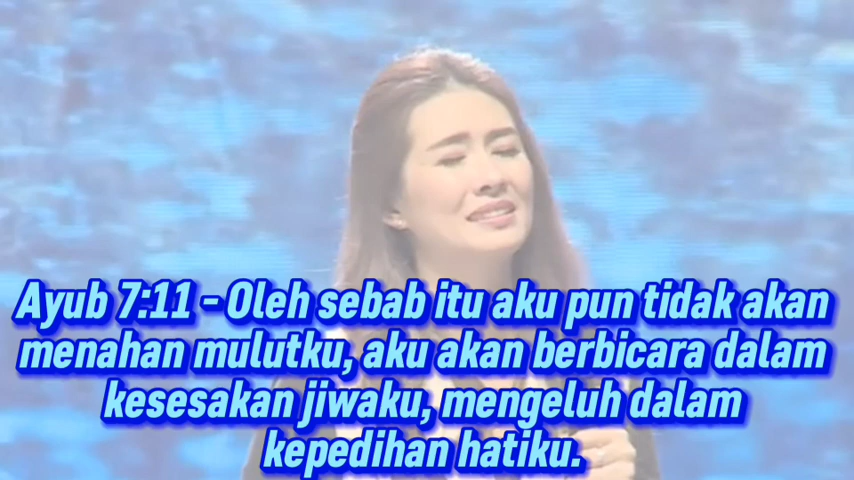 Ayub 7:11 - Oleh sebab itu aku pun tidak akan
menahan mulutku, aku akan berbicara dalam
kesesakan jiwaku, mengeluh dalam
kepedihan hatiku.